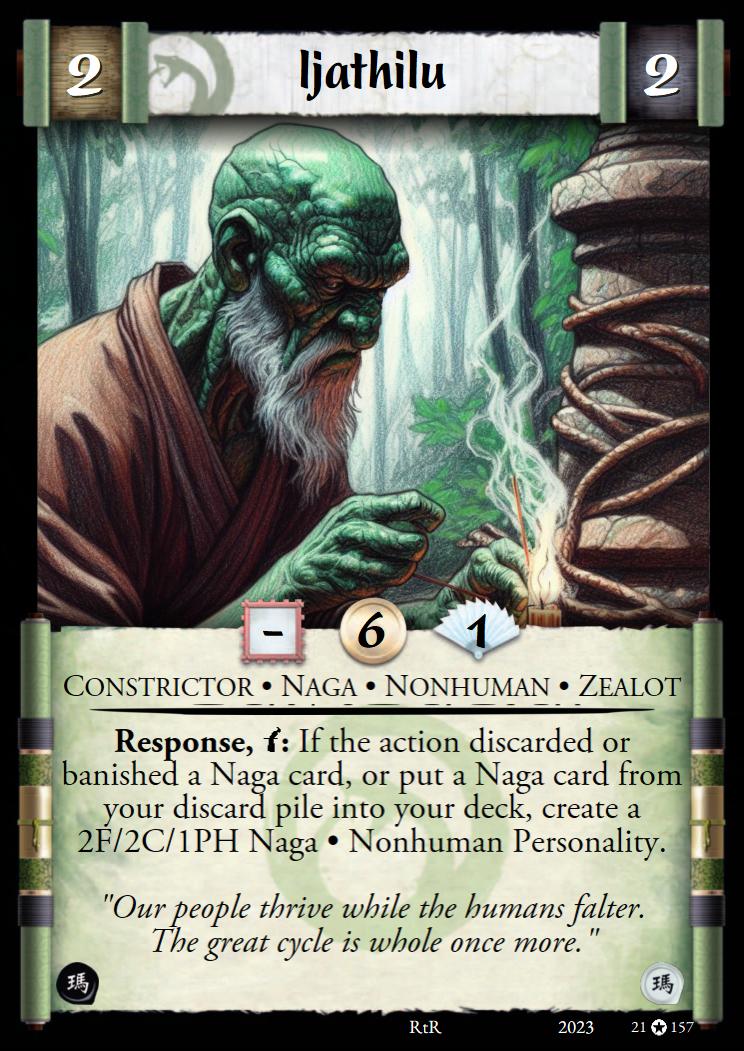 2 Ijathilu 2
- 6 1
CONSTRICTOR • NAGA • NONHUMAN • ZEALOT
Response, : If the action discarded or
banished a Naga card, or put a Naga card from
your discard pile into your deck, create a
2F/2C/1PH Naga • Nonhuman Personality.
"Our people thrive while the humans falter.
The great cycle is whole once more."
瑪 瑪
RtR 2023 21 ✪ 157